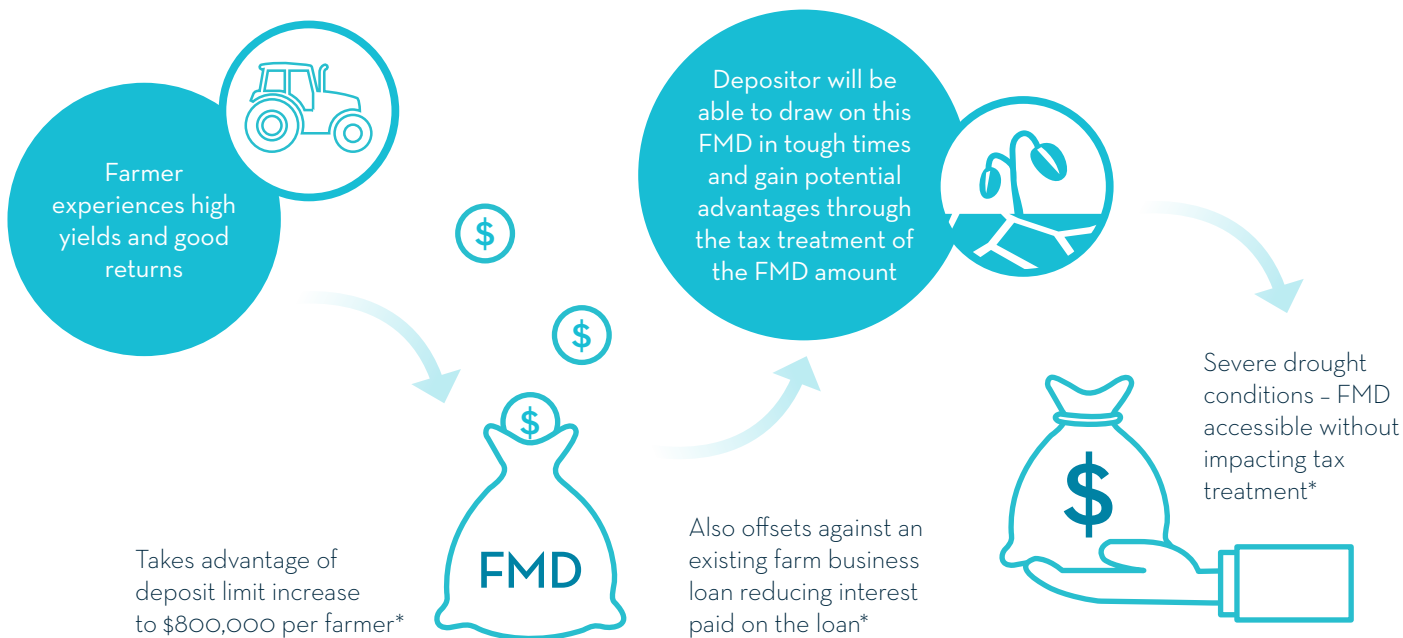 Farmer
experiences high
yields and good
returns
$
$
$
FMD
Takes advantage of
deposit limit increase
to $800,000 per farmer*
Depositor will be
able to draw on this
FMD in tough times
and gain potential
advantages through
the tax treatment of
the FMD amount
Also offsets against an
existing farm business
loan reducing interest
paid on the loan*
$
Severe drought
conditions – FMD
accessible without
impacting tax
treatment*